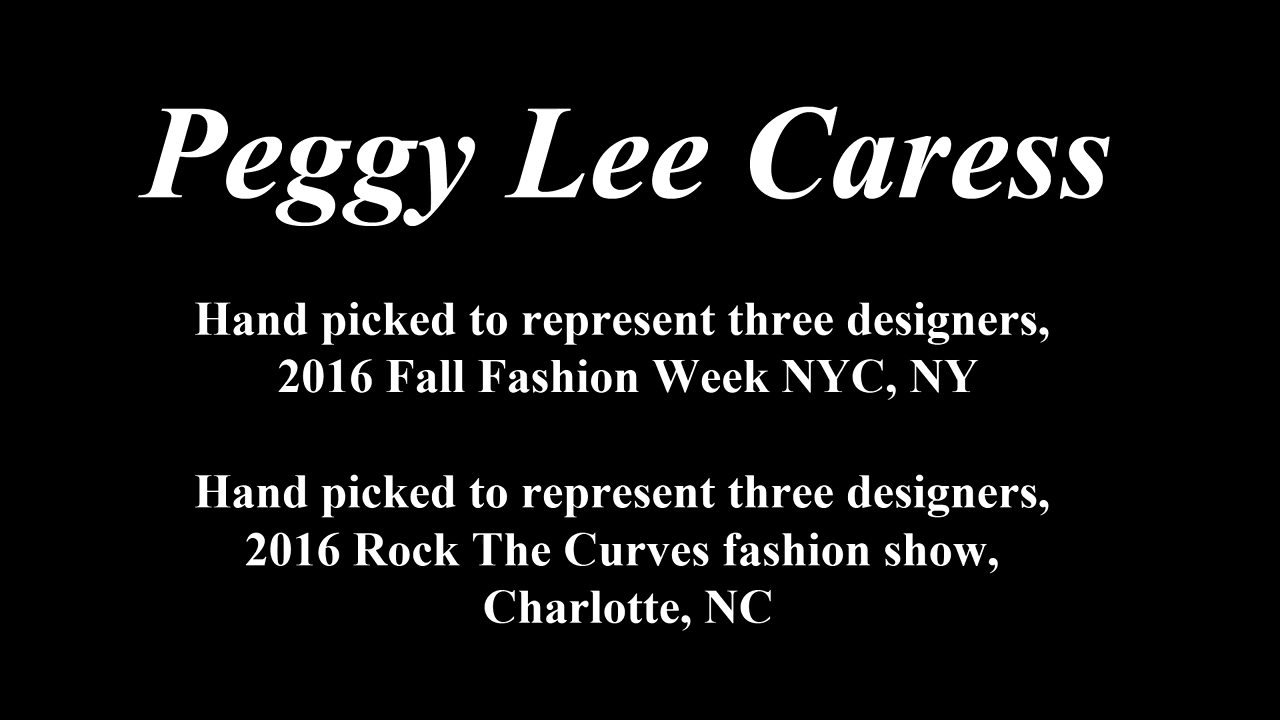 Peggy Lee Caress
Hand picked to represent three designers,
2016 Fall Fashion Week NYC, NY
Hand picked to represent three designers,
2016 Rock The Curves fashion show,
Charlotte, NC